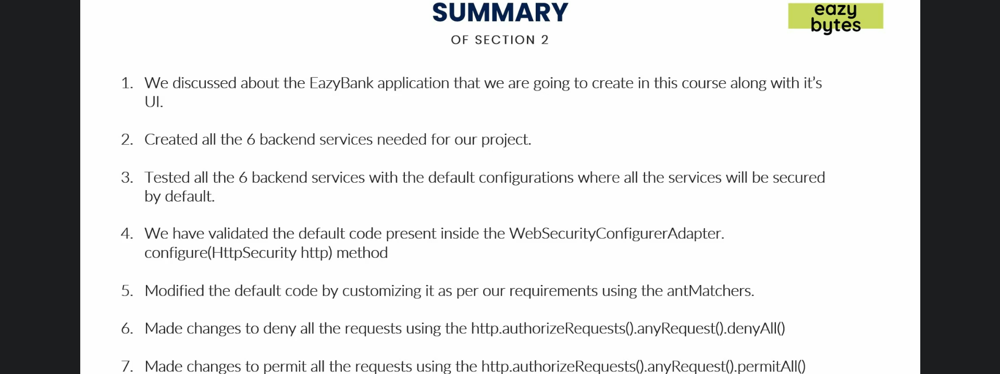 SUMMARY
eazy
bytes
OF SECTION 2
1. We discussed about the EazyBank application that we are going to create in this course along with it’s
UI.
2. Created all the 6 backend services needed for our project.
3. Tested all the 6 backend services with the default configurations where all the services will be secured
by default.
4. We have validated the default code present inside the WebSecurityConfigurerAdapter.
configure(HttpSecurity http) method
5. Modified the default code by customizing it as per our requirements using the antMatchers.
6. Made changes to deny all the requests using the http.authorizeRequests().anyRequest().denyAll()
7. Made changes to permit all the requests using the http.authorizeRequests().anyRequest().permitAll()